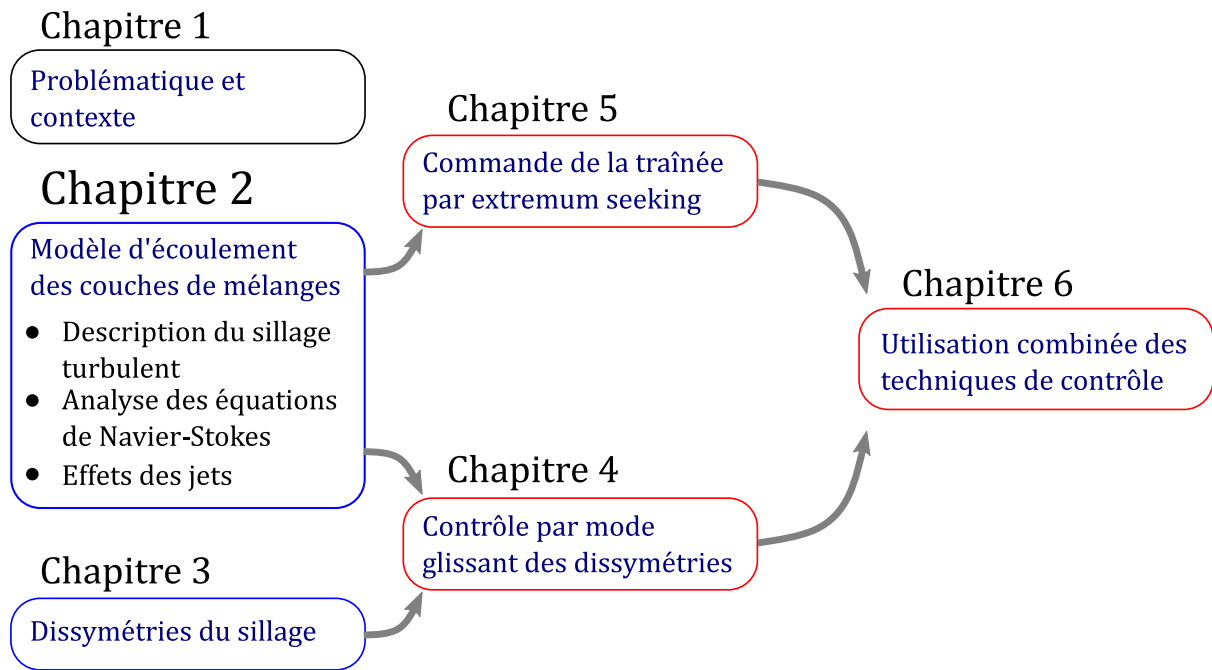 Chapitre 1
Problématique et
contexte
Chapitre 2
Modèle d'écoulement
des couches de mélanges
● Description du sillage
turbulent
● Analyse des équations
de Navier-Stokes
● Effets des jets
Chapitre 3
Dissymétries du sillage
Chapitre 5
Commande de la traînée
par extremum seeking
Chapitre 4
Contrôle par mode
glissant des dissymétries
Chapitre 6
Utilisation combinée des
techniques de contrôle